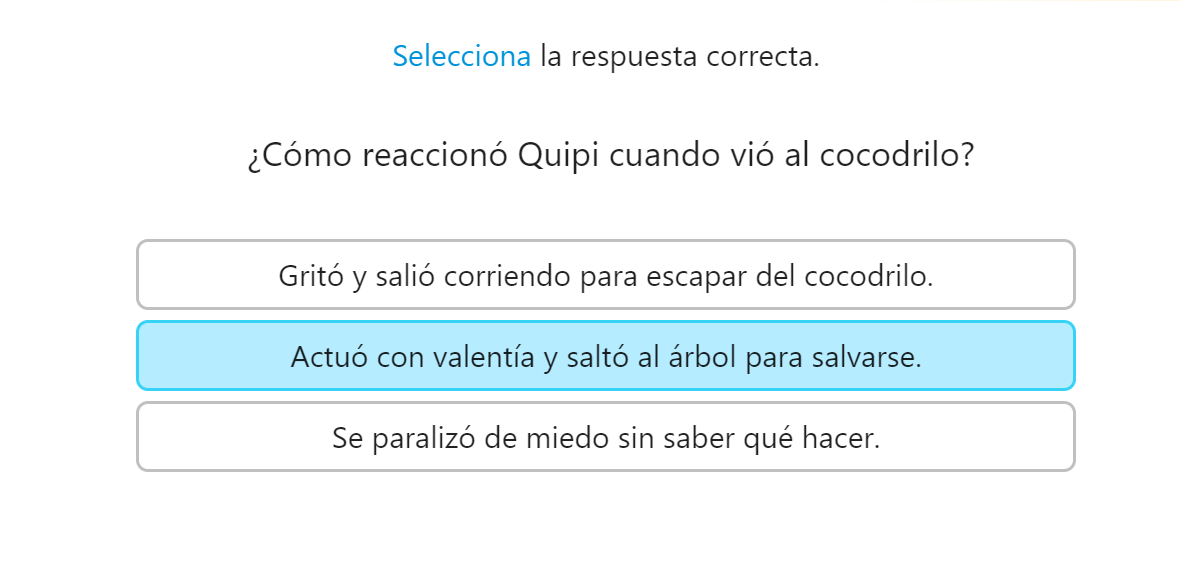 Selecciona la respuesta correcta.
¿Cómo reaccionó Quipi cuando vió al cocodrilo?
Gritó y salió corriendo para escapar del cocodrilo.
Actuó con valentía y saltó al árbol para salvarse.
Se paralizó de miedo sin saber qué hacer.